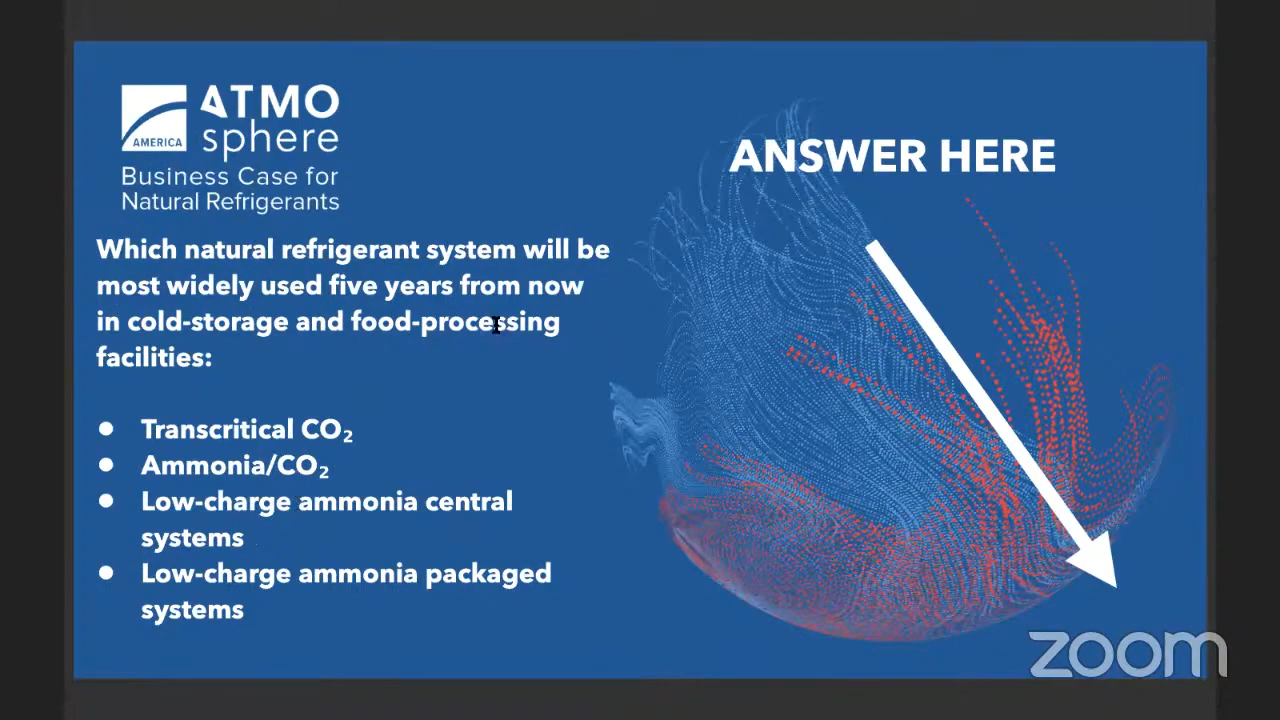 ATMO
sphere
AMERICA
Business Case for
Natural Refrigerants
ANSWER HERE
Which natural refrigerant system will be
most widely used five years from now
in cold-storage and food-processing
facilities:
● Transcritical CO₂
● Ammonia/CO₂
● Low-charge ammonia central
systems
● Low-charge ammonia packaged
systems
zoom